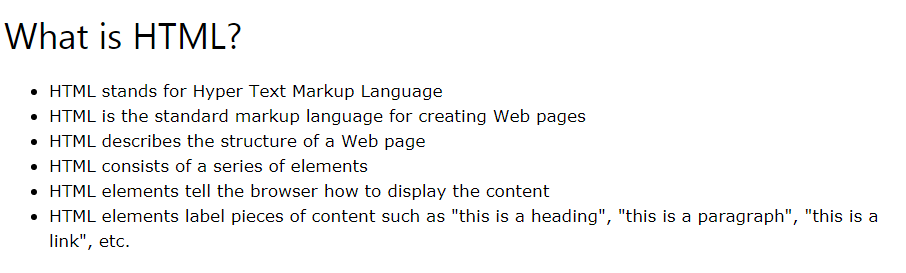 What is HTML?
• HTML stands for Hyper Text Markup Language
• HTML is the standard markup language for creating Web pages
• HTML describes the structure of a Web page
• HTML consists of a series of elements
• HTML elements tell the browser how to display the content
• HTML elements label pieces of content such as "this is a heading", "this is a paragraph", "this is a
link", etc.